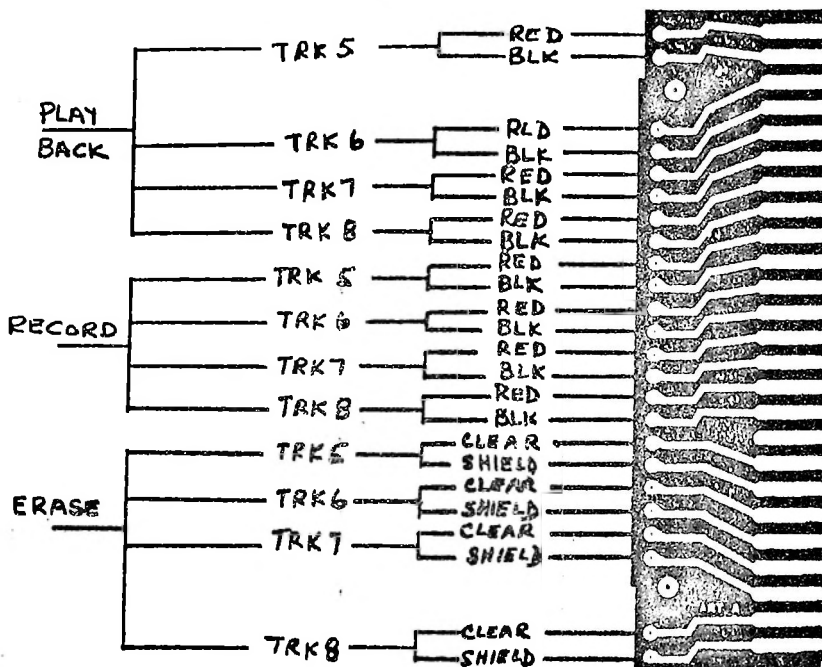 RED
TRK 5
BLK
PLAY
BACK
RLD
TRK 6
BLK
RED
TRK 7
BLK
RED
TRK 8
BLK
RED
TRK 5
BLK
RED
TRK 6
BLK
RECORD
RED
TRK 7
BLK
RED
TRK 8
BLK
CLEAR
TRK 5
SHIELD
CLEAR
TRK 6
SHIELD
ERASE
CLEAR
TRK 7
SHIELD
CLEAR
TRK 8
SHIELD